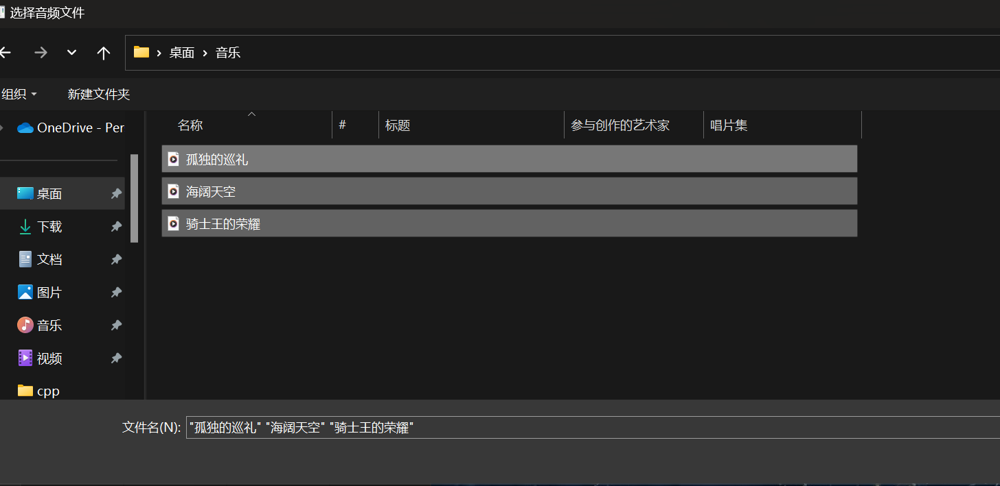 选择音频文件
桌面 › 音乐
组织 新建文件夹
OneDrive - Per
桌面
下载
文档
图片
音乐
视频
cpp
名称 # 标题 参与创作的艺术家 唱片集
孤独的巡礼
海阔天空
骑士王的荣耀
文件名(N): "孤独的巡礼" "海阔天空" "骑士王的荣耀"